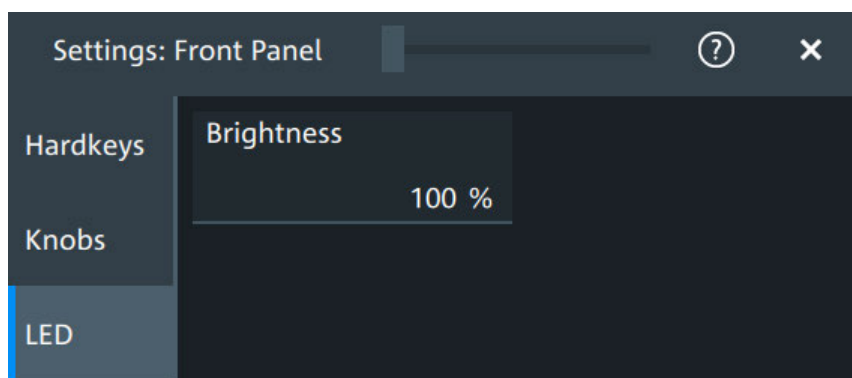 Settings: Front Panel
?
Hardkeys
Brightness
100 %
Knobs
LED